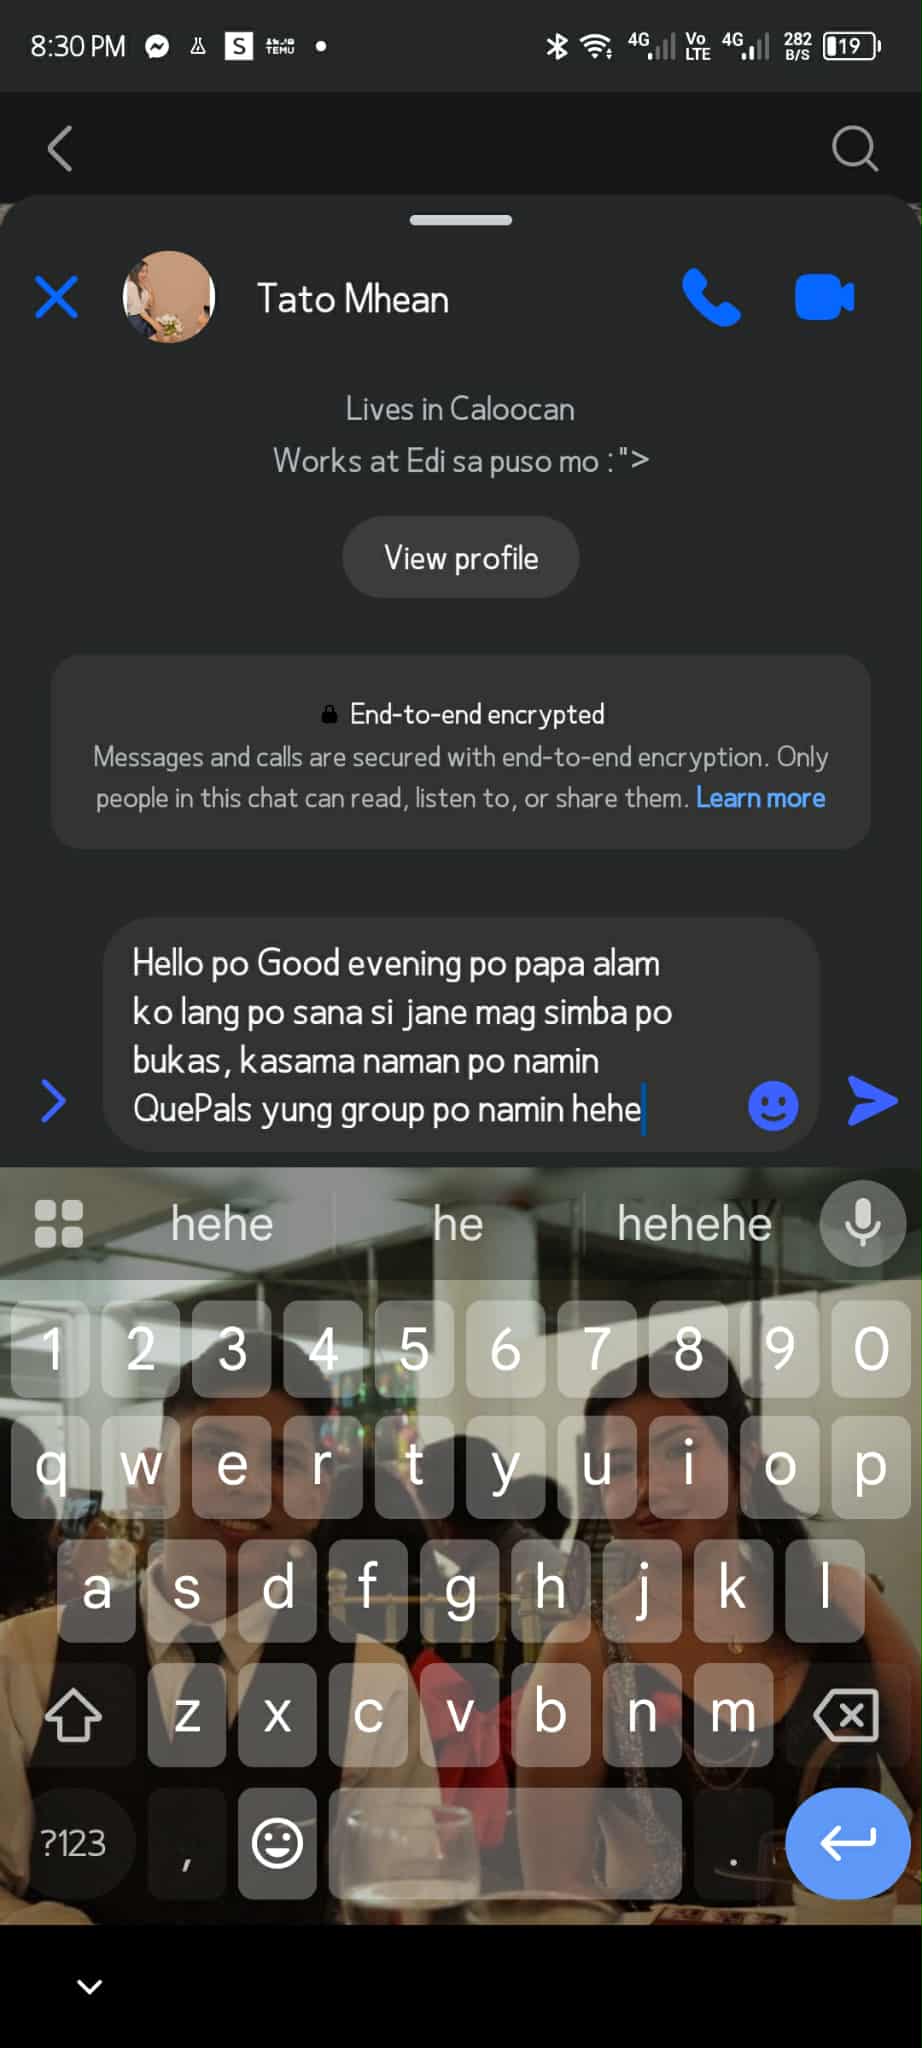 8:30 PM S TEMU 4G Vo LTE 4G 282 B/S 19
Tato Mhean
Lives in Caloocan
Works at Edi sa puso mo :">
View profile
End-to-end encrypted
Messages and calls are secured with end-to-end encryption. Only
people in this chat can read, listen to, or share them. Learn more
Hello po Good evening po papa alam
ko lang po sana si jane mag simba po
bukas, kasama naman po namin
QuePals yung group po namin hehe
hehe he hehehe
1 2 3 4 5 6 7 8 9 0
q w e r t y u i o p
a s d f g h j k l
z x c v b n m
?123 , .